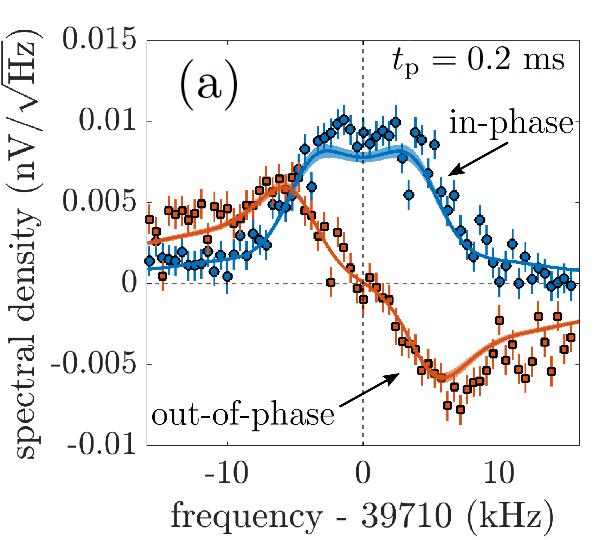 0.015
(a)
tp = 0.2 ms
0.01
in-phase
0.005
0
-0.005
out-of-phase
-0.01
spectral density (nV/√Hz)
-10 0 10
frequency - 39710 (kHz)